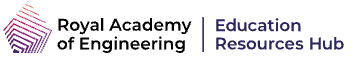 Royal Academy
of Engineering
Education
Resources Hub